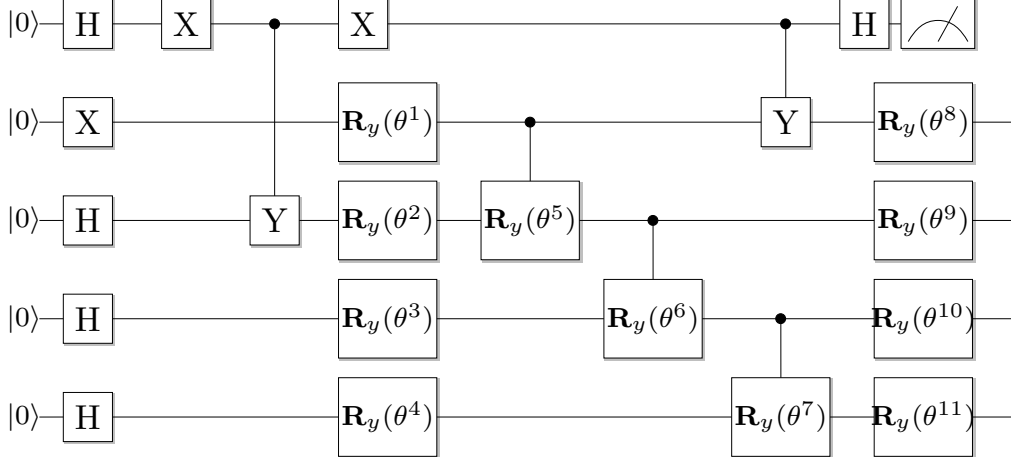 |0⟩ H X X H
|0⟩ X R_y(θ^1) Y R_y(θ^8)
|0⟩ H Y R_y(θ^2) R_y(θ^5) R_y(θ^9)
|0⟩ H R_y(θ^3) R_y(θ^6) R_y(θ^10)
|0⟩ H R_y(θ^4) R_y(θ^7) R_y(θ^11)